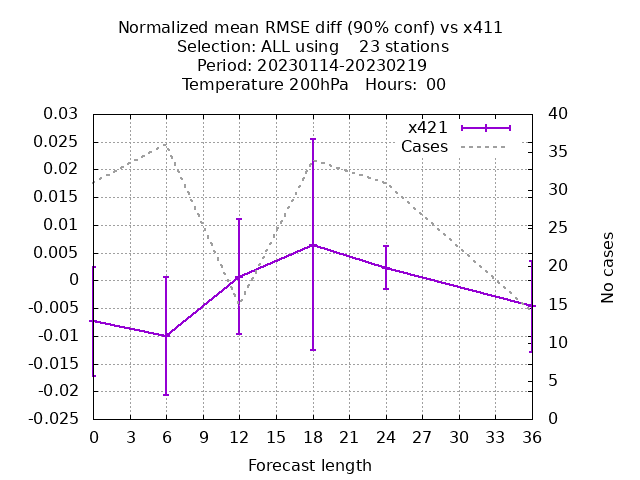 Normalized mean RMSE diff (90% conf) vs x411
Selection: ALL using    23 stations
Period: 20230114-20230219
Temperature 200hPa   Hours:  00
x421
Cases
0.03
0.025
0.02
0.015
0.01
0.005
0
-0.005
-0.01
-0.015
-0.02
-0.025
40
35
30
25
20
15
10
5
0
No cases
0 3 6 9 12 15 18 21 24 27 30 33 36
Forecast length